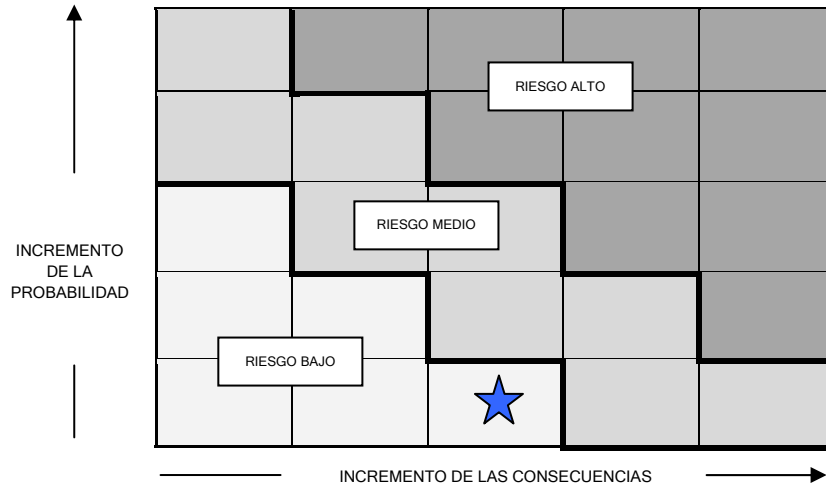 RIESGO ALTO
RIESGO MEDIO
INCREMENTO
DE LA
PROBABILIDAD
RIESGO BAJO
INCREMENTO DE LAS CONSECUENCIAS